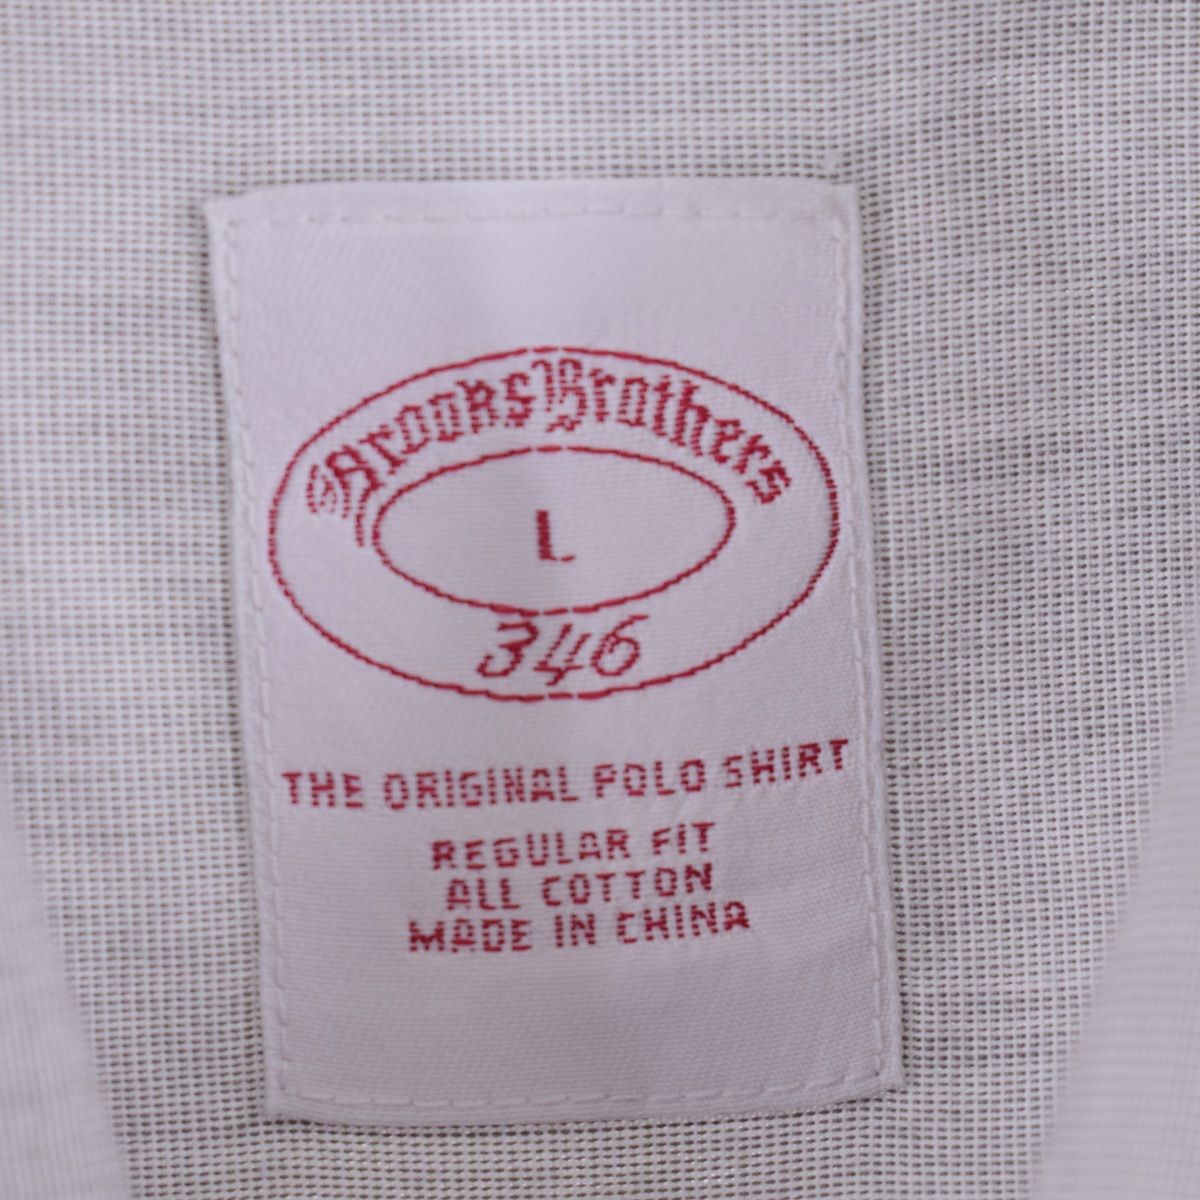 Brooks Brothers
L
346
THE ORIGINAL POLO SHIRT
REGULAR FIT
ALL COTTON
MADE IN CHINA